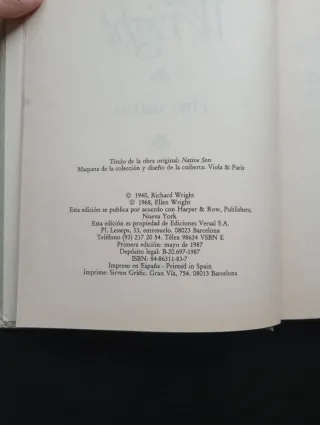 Título de la obra original: Native Son
Maqueta de la colección y diseño de la cubierta: Viola & París
© 1940, Richard Wright
© 1968, Ellen Wright
Esta edición se publica por acuerdo con Harper & Row, Publishers,
Nueva York
Esta edición es propiedad de Ediciones Versal S.A.
Pl. Lesseps, 33, entresuelo. 08023 Barcelona
Teléfono (93) 217 20 54. Télex 98634 VSBN E
Primera edición: mayo de 1987
Depósito legal: B-20.697-1987
ISBN: 84-86311-83-7
Impreso en España - Printed in Spain
Imprime: Sirven Gràfic, Gran Vía, 754, 08013 Barcelona